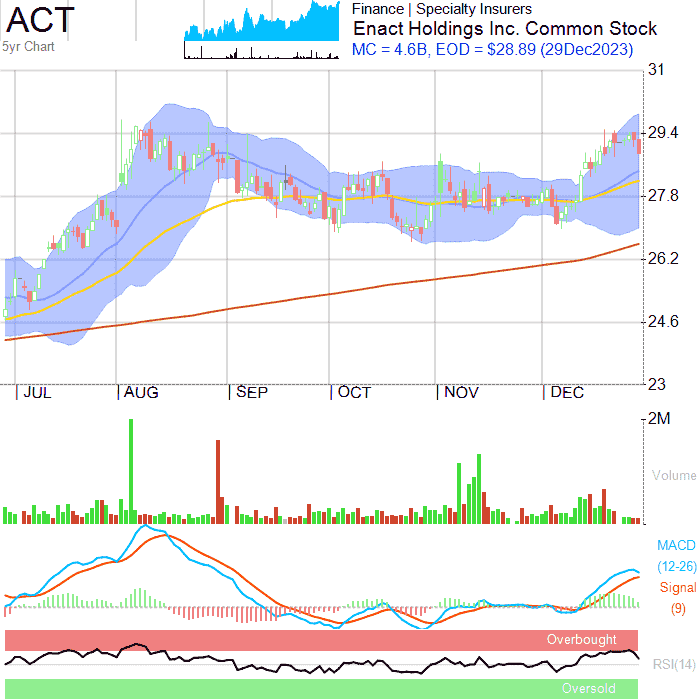 ACT
5yr Chart
Finance | Specialty Insurers
Enact Holdings Inc. Common Stock
MC = 4.6B, EOD = $28.89 (29Dec2023)
31
29.4
27.8
26.2
24.6
23
JUL AUG SEP OCT NOV DEC
2M
Volume
MACD
(12-26)
Signal
(9)
Overbought
RSI(14)
Oversold